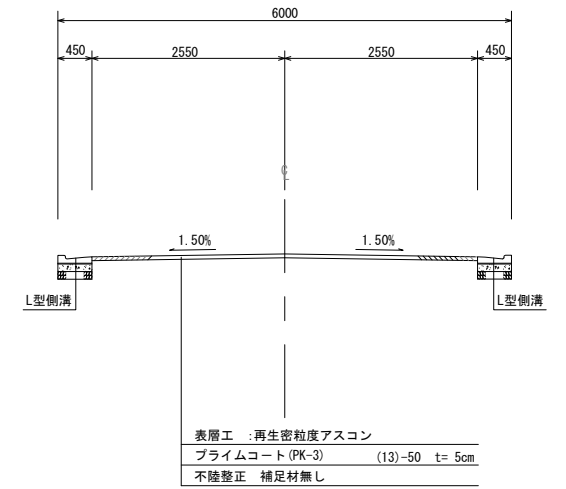 6000
450 2550 2550 450
℄
1.50% 1.50%
L型側溝 L型側溝
表層工 :再生密粒度アスコン
プライムコート(PK-3) (13)-50 t= 5cm
不陸整正 補足材無し